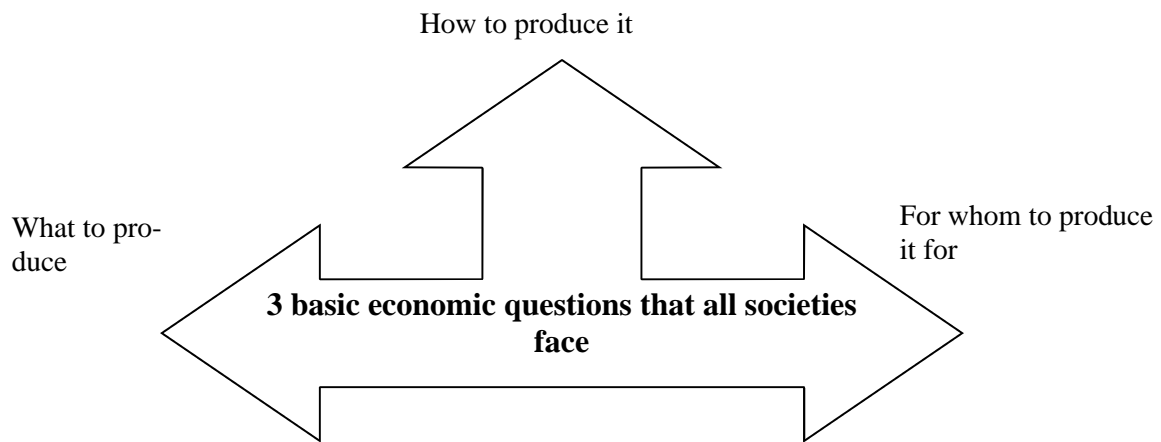 How to produce it
What to pro-
duce
For whom to produce
it for
3 basic economic questions that all societies
face